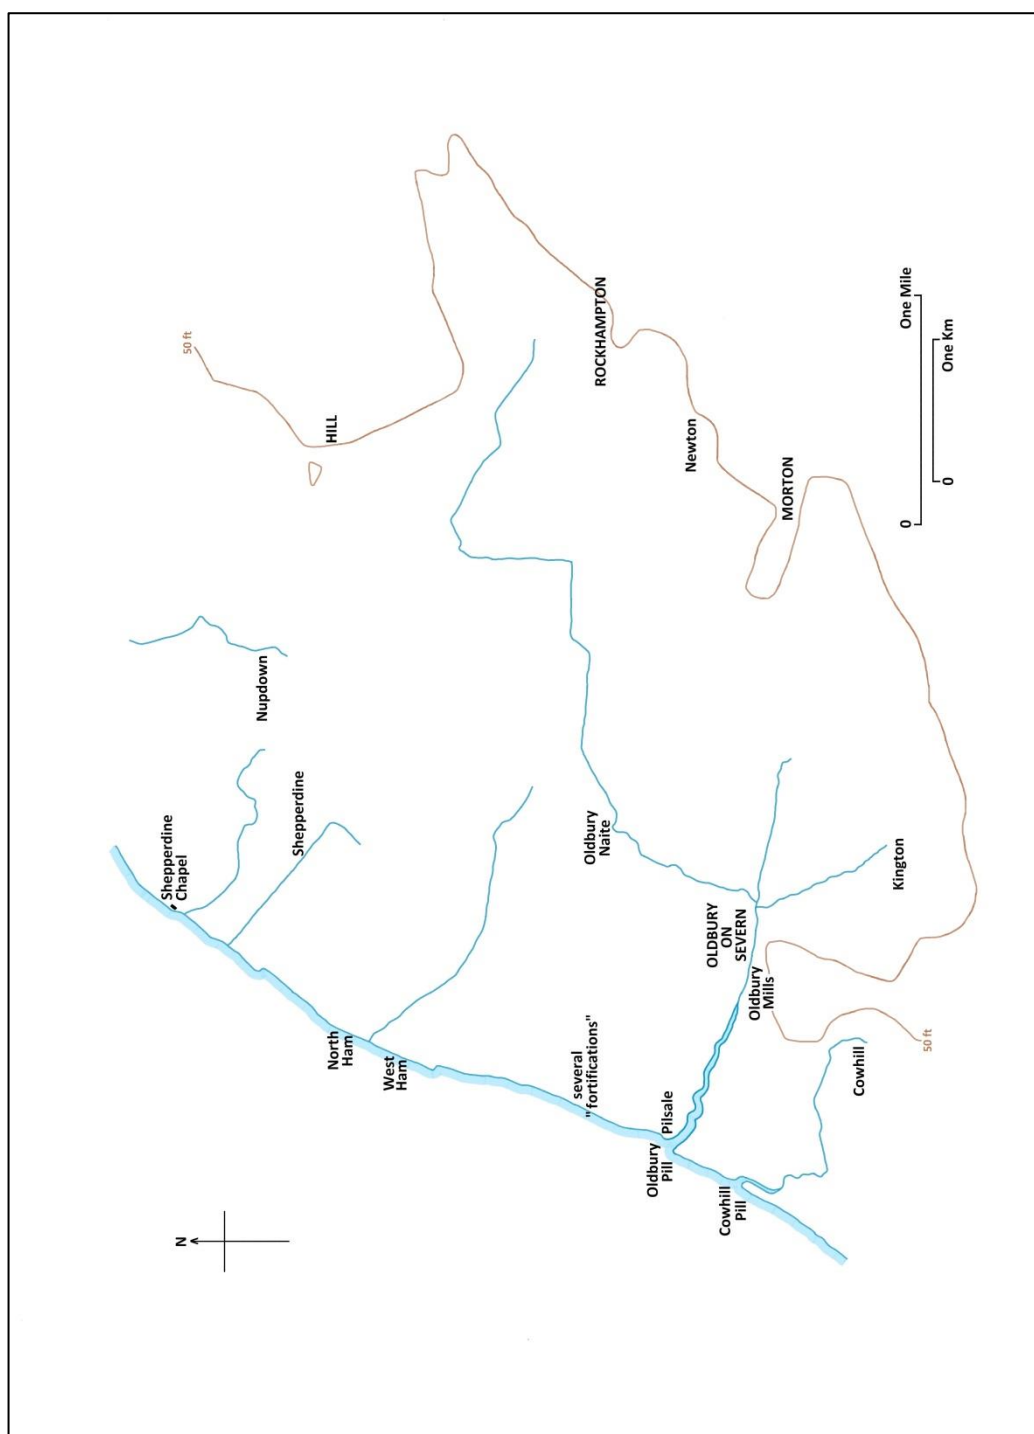 N
50 ft
HILL
Nupdown
Shepperdine
Chapel
Shepperdine
North
Ham
West
Ham
several
"fortifications"
Oldbury
Naite
ROCKHAMPTON
Newton
MORTON
Oldbury
Pill
Pilsale
Cowhill
Pill
OLDBURY
ON
SEVERN
Oldbury
Mills
Kington
Cowhill
50 ft
0
One Mile
0
One Km